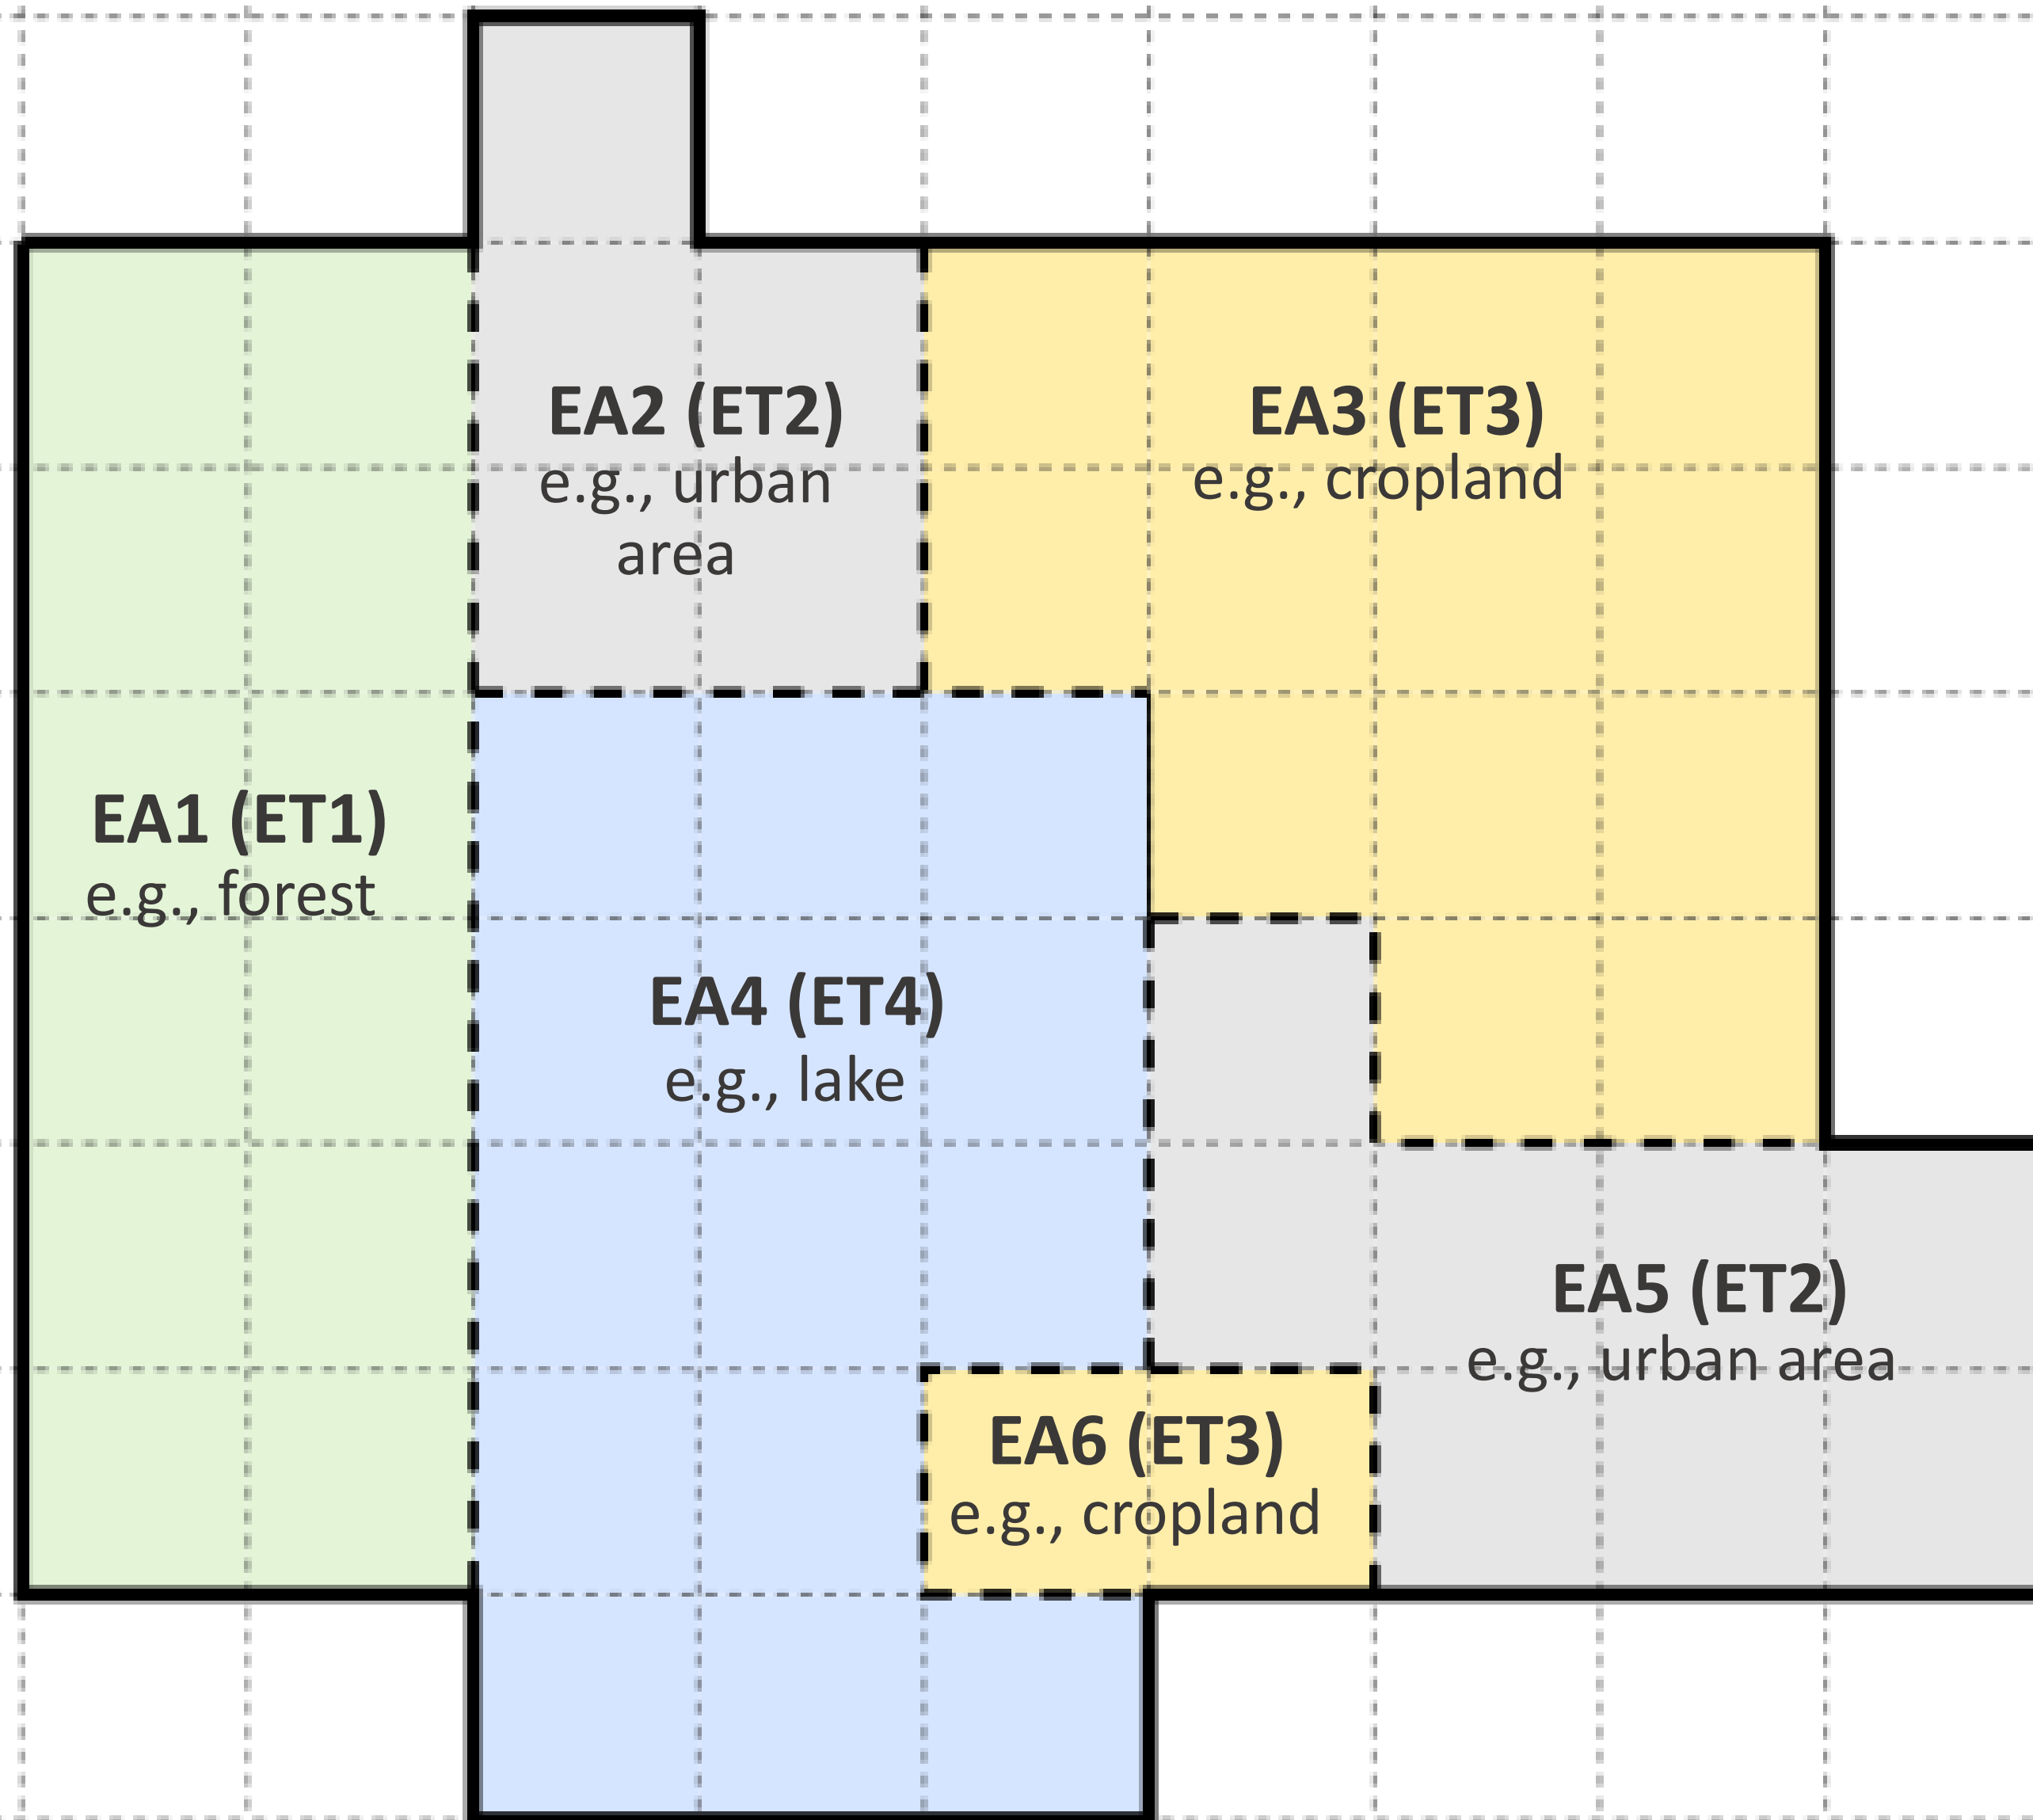 EA2 (ET2)
e.g., urban
area
EA3 (ET3)
e.g., cropland
EA1 (ET1)
e.g., forest
EA4 (ET4)
e.g., lake
EA5 (ET2)
e.g., urban area
EA6 (ET3)
e.g., cropland